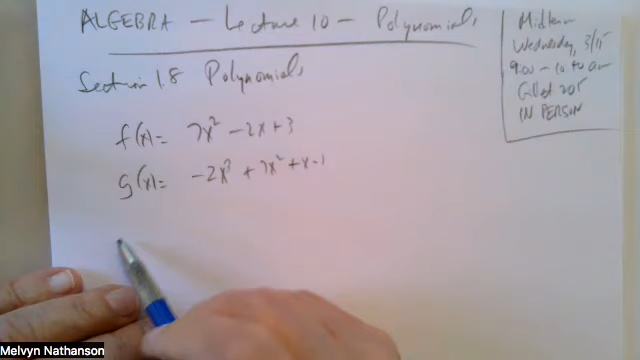 ALGEBRA — Lecture 10 — Polynomials
Section 1.8 Polynomials
f(x) = 7x² - 2x + 3
g(x) = -2x³ + 7x² + x - 1
Midterm
Wednesday, 3/15
9:00 - 10:40 am
Gillet 205
IN PERSON
Melvyn Nathanson